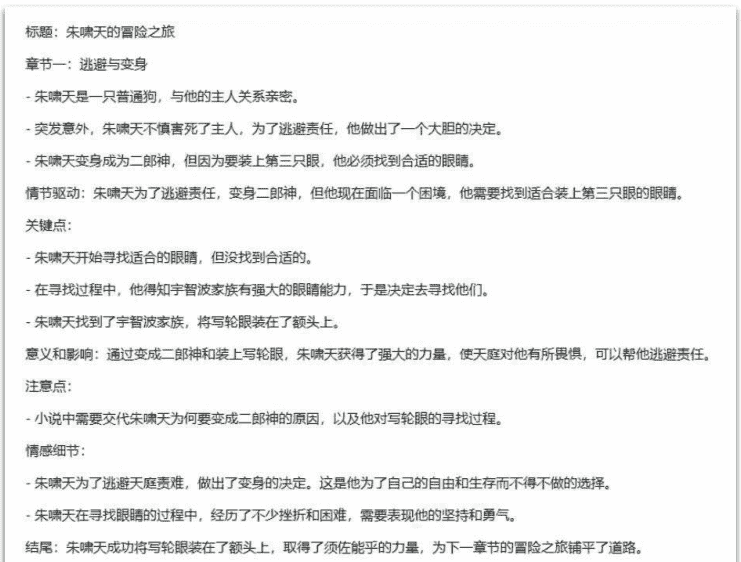 标题：朱啸天的冒险之旅
章节一：逃避与变身
- 朱啸天是一只普通狗，与他的主人关系亲密。
- 突发意外，朱啸天不慎害死了主人，为了逃避责任，他做出了一个大胆的决定。
- 朱啸天变身成为二郎神，但因为要装上第三只眼，他必须找到合适的眼睛。
情节驱动：朱啸天为了逃避责任，变身二郎神，但他现在面临一个困境，他需要找到适合装上第三只眼的眼睛。
关键点：
- 朱啸天开始寻找适合的眼睛，但没找到合适的。
- 在寻找过程中，他得知宇智波家族有强大的眼睛能力，于是决定去寻找他们。
- 朱啸天找到了宇智波家族，将写轮眼装在了额头上。
意义和影响：通过变成二郎神和装上写轮眼，朱啸天获得了强大的力量，使天庭对他有所畏惧，可以帮他逃避责任。
注意点：
- 小说中需要交代朱啸天为何要变成二郎神的原因，以及他对写轮眼的寻找过程。
情感细节：
- 朱啸天为了逃避天庭责难，做出了变身的决定。这是他为了自己的自由和生存而不得不做的选择。
- 朱啸天在寻找眼睛的过程中，经历了不少挫折和困难，需要表现他的坚持和勇气。
结尾：朱啸天成功将写轮眼装在了额头上，取得了须佐能乎的力量，为下一章节的冒险之旅铺平了道路。